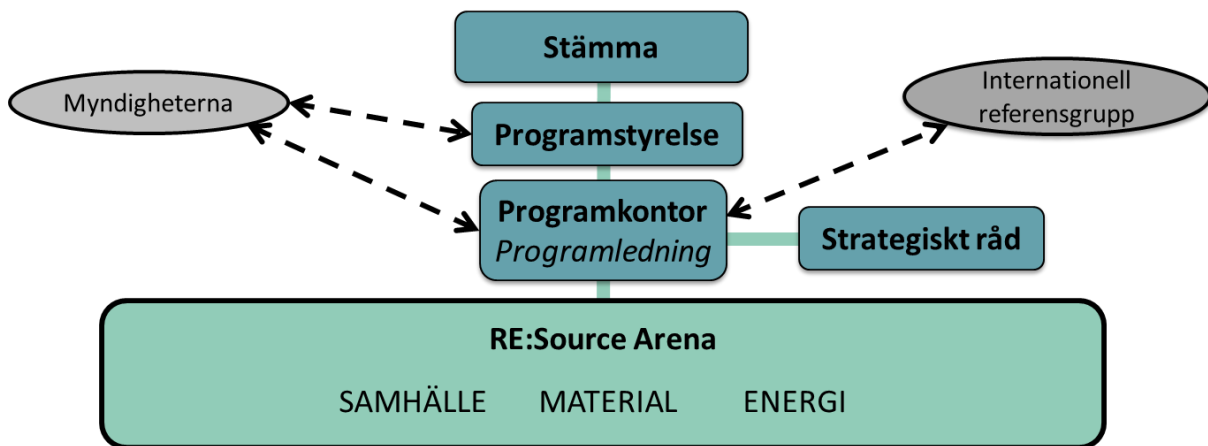 Stämma
Myndigheterna
Internationell
referensgrupp
Programstyrelse
Programkontor
Programledning
Strategiskt råd
RE:Source Arena
SAMHÄLLE MATERIAL ENERGI